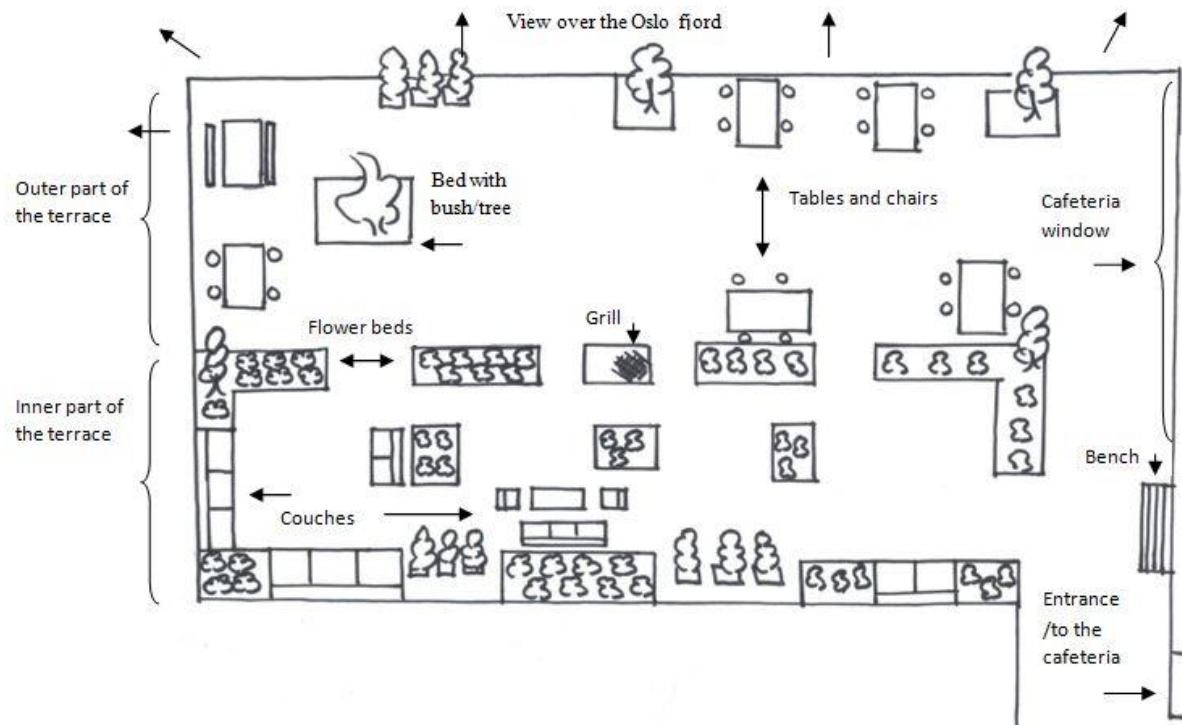 View over the Oslo fjord
Outer part of
the terrace
Bed with
bush/tree
Tables and chairs
Cafeteria
window
Flower beds
Grill
Inner part of
the terrace
Couches
Bench
Entrance
/to the
cafeteria